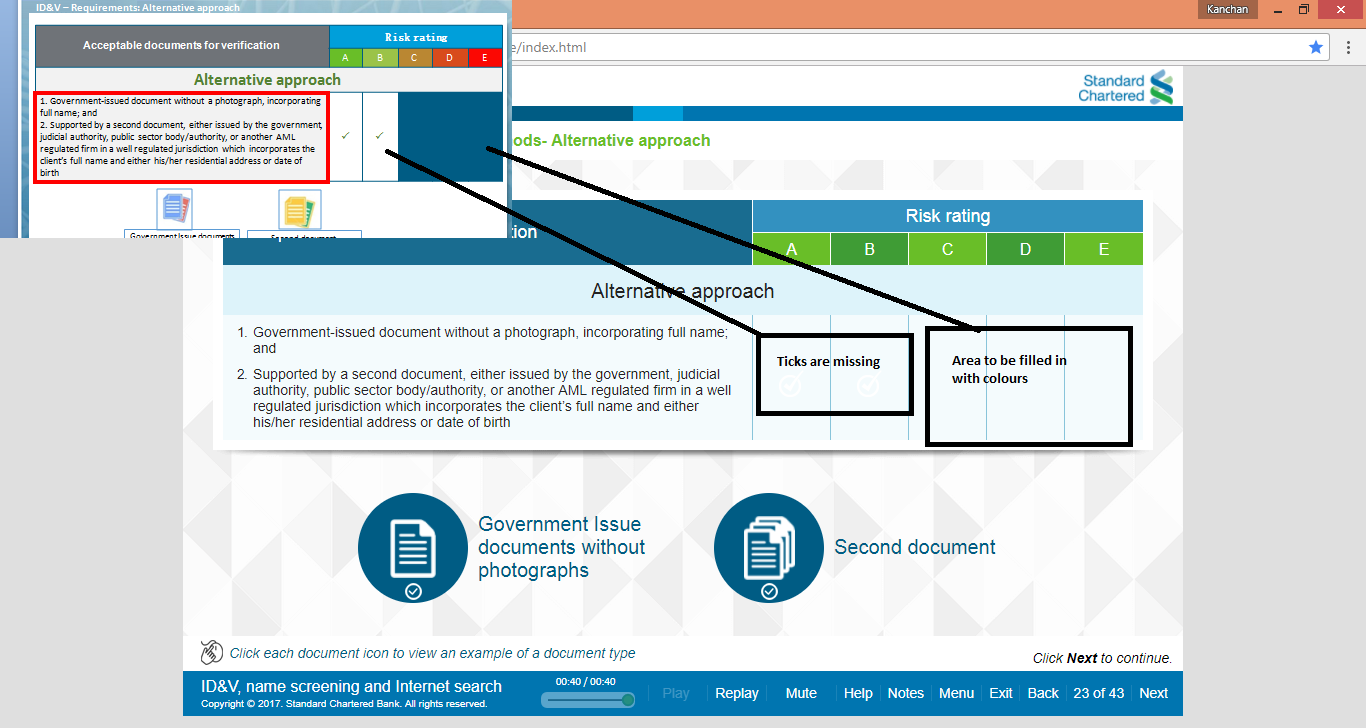 ID&V – Requirements: Alternative approach
Kanchan
Acceptable documents for verification
Risk rating
A B C D E
Alternative approach
1. Government-issued document without a photograph, incorporating
full name; and
2. Supported by a second document, either issued by the government,
judicial authority, public sector body/authority, or another AML
regulated firm in a well regulated jurisdiction which incorporates the
client's full name and either his/her residential address or date of
birth
Government Issue documents
Second document
e/index.html
Standard
Chartered
ods- Alternative approach
tion
Risk rating
A B C D E
Alternative approach
1. Government-issued document without a photograph, incorporating full name;
and
2. Supported by a second document, either issued by the government, judicial
authority, public sector body/authority, or another AML regulated firm in a well
regulated jurisdiction which incorporates the client's full name and either
his/her residential address or date of birth
Ticks are missing
Area to be filled in
with colours
Government Issue
documents without
photographs
Second document
Click each document icon to view an example of a document type
Click Next to continue.
ID&V, name screening and Internet search
Copyright © 2017. Standard Chartered Bank. All rights reserved.
00:40 / 00:40
Play Replay Mute Help Notes Menu Exit Back 23 of 43 Next